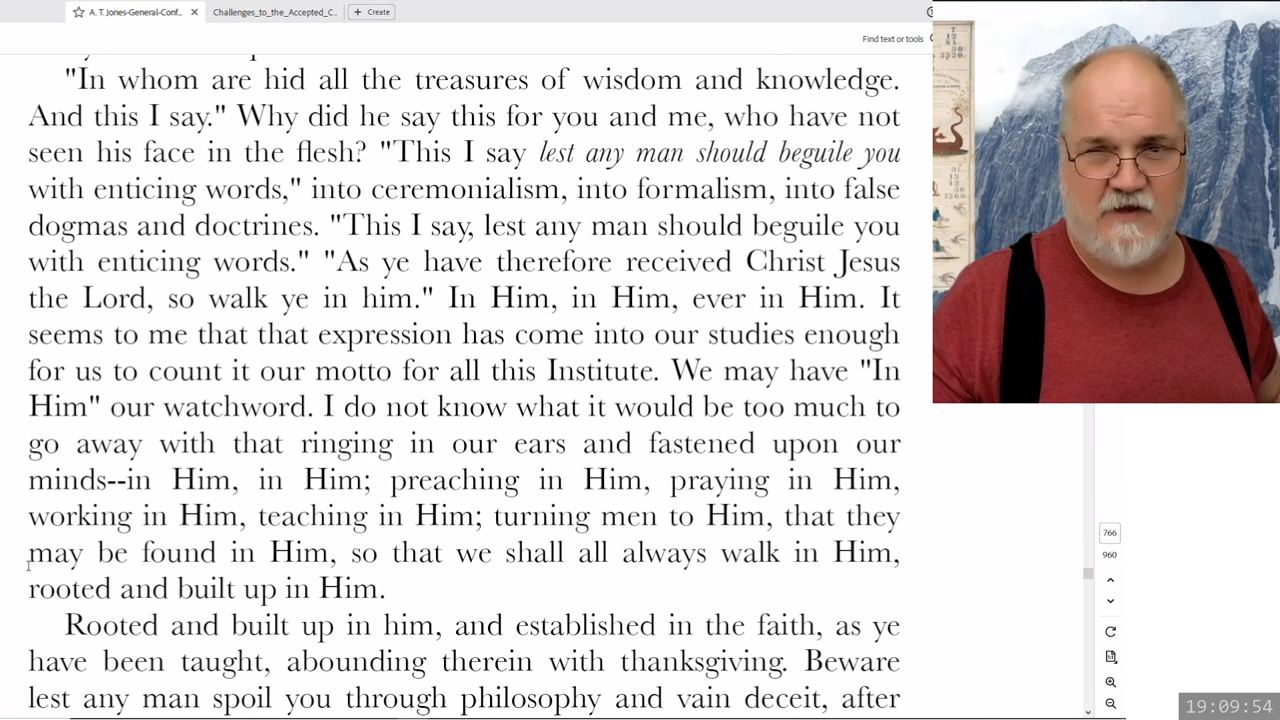 A. T. Jones-General-Conf...
Challenges_to_the_Accepted_C...
+ Create
Find text or tools
"In whom are hid all the treasures of wisdom and knowledge.
And this I say." Why did he say this for you and me, who have not
seen his face in the flesh? "This I say lest any man should beguile you
with enticing words," into ceremonialism, into formalism, into false
dogmas and doctrines. "This I say, lest any man should beguile you
with enticing words." "As ye have therefore received Christ Jesus
the Lord, so walk ye in him." In Him, in Him, ever in Him. It
seems to me that that expression has come into our studies enough
for us to count it our motto for all this Institute. We may have "In
Him" our watchword. I do not know what it would be too much to
go away with that ringing in our ears and fastened upon our
minds--in Him, in Him; preaching in Him, praying in Him,
working in Him, teaching in Him; turning men to Him, that they
may be found in Him, so that we shall all always walk in Him,
rooted and built up in Him.
Rooted and built up in him, and established in the faith, as ye
have been taught, abounding therein with thanksgiving. Beware
lest any man spoil you through philosophy and vain deceit, after
766
960
19:09:54